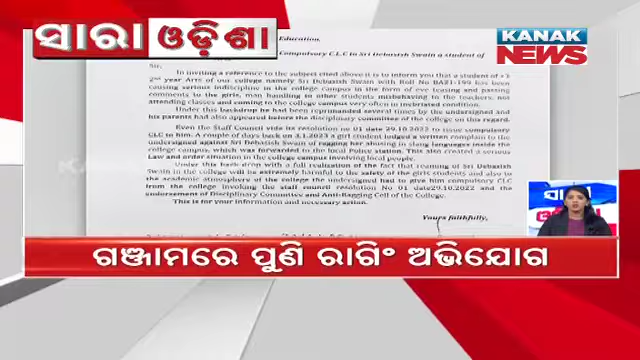 ସାରା ଓଡ଼ିଶା
KANAK
NEWS
Education.
Compulsory C.L.C to Sri Debasish Swain a student of
Sir,
In inviting a reference to the subject cited above it is to inform you that a student of +3
2nd year Arts of our college namely Sri Debasish Swain with Roll No BA21-199 has been
causing serious indiscipline in the college campus in the form of eve teasing and passing
comments to the girls, man handling to other students misbehaving to the teachers, not
attending classes and coming to the college campus very often in inebriated condition.
Under this backup he had been reprimanded several times by the undersigned and
his parents had also appeared before the disciplinary committee of the college on this regard.
Even the Staff Council vide its resolution no 01 date 29.10.2022 to issue compulsory
CLC to him. A couple of days back on 3.1.2023 a girl student lodged a written complain to the
undersigned against Sri Debasish Swain of ragging her abusing in slang languages inside the
college campus, which was forwarded to the local Police station. This also created a serious
Law and order situation in the college campus involving local people.
Under this back drop with a full realization of the fact that reaming of Sri Debasish
Swain in the college will be extremely harmful to the safety of the girls students and also to
the academic atmosphere of the college the undersigned had to give him compulsory CLC
from the college invoking the staff council resolution No 01 date29.10.2022 and the
endorsement of Disciplinary Committee and Anti-Ragging Cell of the College.
This is for your information and necessary action.
Yours faithfully,
ସାରା
ଗଞ୍ଜାମରେ ପୁଣି ରାଗିଂ ଅଭିଯୋଗ